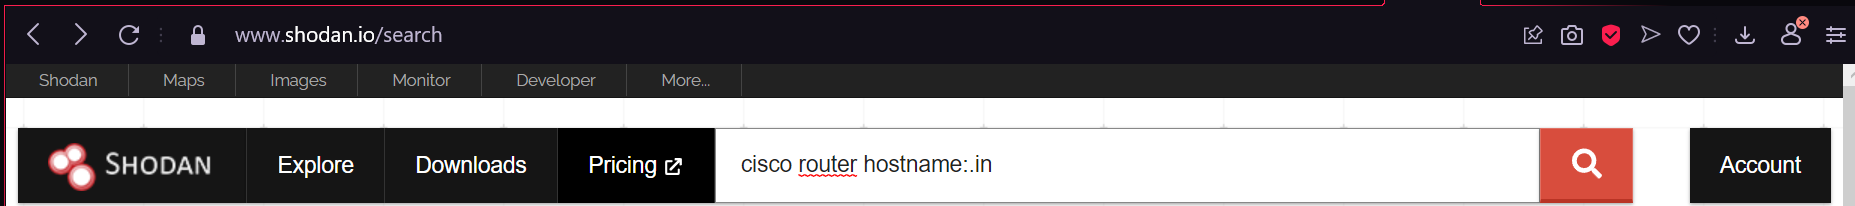 www.shodan.io/search
Shodan Maps Images Monitor Developer More...
SHODAN Explore Downloads Pricing cisco router hostname:.in Account